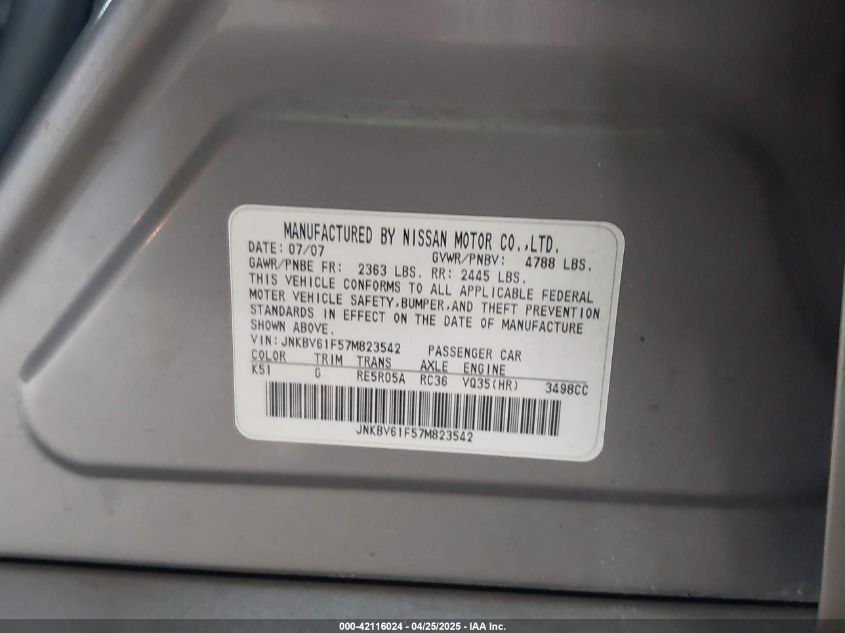 MANUFACTURED BY NISSAN MOTOR CO.,LTD.
DATE: 07/07 GVWR/PNBV: 4788 LBS.
GAWR/PNBE FR: 2363 LBS. RR: 2445 LBS.
THIS VEHICLE CONFORMS TO ALL APPLICABLE FEDERAL
MOTOR VEHICLE SAFETY,BUMPER,AND THEFT PREVENTION
STANDARDS IN EFFECT ON THE DATE OF MANUFACTURE
SHOWN ABOVE.
VIN: JNKBV61F57M823542 PASSENGER CAR
COLOR TRIM TRANS AXLE ENGINE
K51 G RE5R05A RC36 VQ35(HR) 3498CC
JNKBV61F57M823542
000-42116024 - 04/25/2025 - IAA Inc.